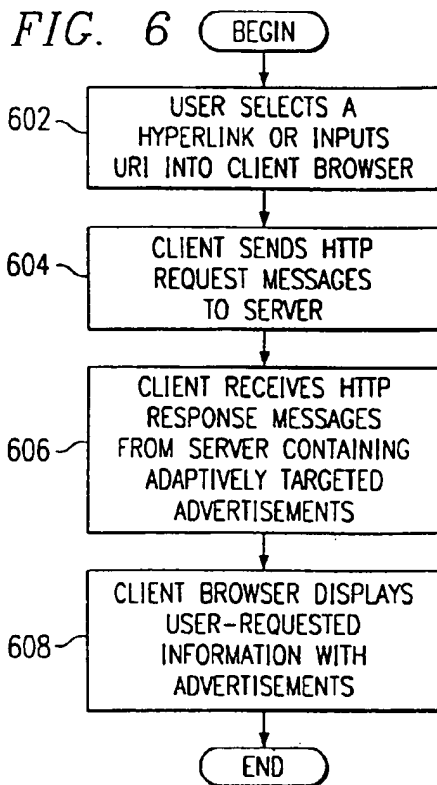 FIG. 6
BEGIN
602
USER SELECTS A
HYPERLINK OR INPUTS
URI INTO CLIENT BROWSER
604
CLIENT SENDS HTTP
REQUEST MESSAGES
TO SERVER
606
CLIENT RECEIVES HTTP
RESPONSE MESSAGES
FROM SERVER CONTAINING
ADAPTIVELY TARGETED
ADVERTISEMENTS
608
CLIENT BROWSER DISPLAYS
USER-REQUESTED
INFORMATION WITH
ADVERTISEMENTS
END